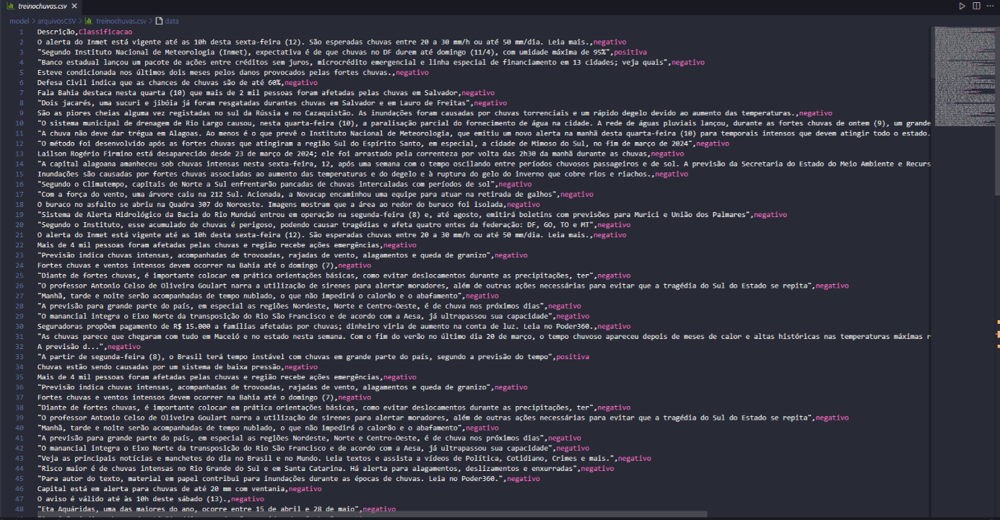 treinochuvas.csv
model > arquivosCSV > treinochuvas.csv > data
1 Descrição,Classificacao
2 O alerta do Inmet está vigente até as 10h desta sexta-feira (12). São esperadas chuvas entre 20 a 30 mm/h ou até 50 mm/dia. Leia mais.,negativo
3 "Segundo Instituto Nacional de Meteorologia (Inmet), expectativa é de que chuvas no DF durem até domingo (11/4), com umidade máxima de 95%",positiva
4 "Banco estadual lançou um pacote de ações entre créditos sem juros, microcrédito emergencial e linha especial de financiamento em 13 cidades; veja quais",negativo
5 Esteve condicionada nos últimos dois meses pelos danos provocados pelas fortes chuvas.,negativo
6 Defesa Civil indica que as chances de chuvas são de até 60%,negativo
7 Fala Bahia destaca nesta quarta (10) que mais de 2 mil pessoas foram afetadas pelas chuvas em Salvador,negativo
8 "Dois jacarés, uma sucuri e jibóia já foram resgatadas durantes chuvas em Salvador e em Lauro de Freitas",negativo
9 São as piores cheias alguma vez registadas no sul da Rússia e no Cazaquistão. As inundações foram causadas por chuvas torrenciais e um rápido degelo devido ao aumento das temperaturas.,negativo
10 "O sistema municipal de drenagem de Rio Largo causou, nesta quarta-feira (10), a paralisação parcial do fornecimento de água na cidade. A rede de águas pluviais lançou, durante as fortes chuvas de ontem (9), um grande
11 "A chuva não deve dar trégua em Alagoas. Ao menos é o que prevê o Instituto Nacional de Meteorologia, que emitiu um novo alerta na manhã desta quarta-feira (10) para temporais intensos que devem atingir todo o estado.
12 "O método foi desenvolvido após as fortes chuvas que atingiram a região Sul do Espírito Santo, em especial, a cidade de Mimoso do Sul, no fim de março de 2024",negativo
13 Lailson Rogério Firmino está desaparecido desde 23 de março de 2024; ele foi arrastado pela correnteza por volta das 2h30 da manhã durante as chuvas,negativo
14 "A capital alagoana amanheceu sob chuvas intensas nesta sexta-feira, 12, após uma semana com o tempo oscilando entre períodos chuvosos passageiros e de sol. A previsão da Secretaria do Estado do Meio Ambiente e Recurs
15 Inundações são causadas por fortes chuvas associadas ao aumento das temperaturas e do degelo e à ruptura do gelo do inverno que cobre rios e riachos.,negativo
16 "Segundo o Climatempo, capitais de Norte a Sul enfrentarão pancadas de chuvas intercaladas com períodos de sol",negativo
17 "Com a força do vento, uma árvore caiu na 212 Sul. Acionada, a Novacap encaminhou uma equipe para atuar na retirada de galhos",negativo
18 O buraco no asfalto se abriu na Quadra 307 do Noroeste. Imagens mostram que a área ao redor do buraco foi isolada,negativo
19 "Sistema de Alerta Hidrológico da Bacia do Rio Mundaú entrou em operação na segunda-feira (8) e, até agosto, emitirá boletins com previsões para Murici e União dos Palmares",negativo
20 "Segundo o Instituto, esse acumulado de chuvas é perigoso, podendo causar tragédias e afeta quatro entes da federação: DF, GO, TO e MT",negativo
21 O alerta do Inmet está vigente até as 10h desta sexta-feira (12). São esperadas chuvas entre 20 a 30 mm/h ou até 50 mm/dia. Leia mais.,negativo
22 Mais de 4 mil pessoas foram afetadas pelas chuvas e região recebe ações emergências,negativo
23 "Previsão indica chuvas intensas, acompanhadas de trovoadas, rajadas de vento, alagamentos e queda de granizo",negativo
24 Fortes chuvas e ventos intensos devem ocorrer na Bahia até o domingo (7),negativo
25 "Diante de fortes chuvas, é importante colocar em prática orientações básicas, como evitar deslocamentos durante as precipitações, ter",negativo
26 "O professor Antonio Celso de Oliveira Goulart narra a utilização de sirenes para alertar moradores, além de outras ações necessárias para evitar que a tragédia do Sul do Estado se repita",negativo
27 "Manhã, tarde e noite serão acompanhadas de tempo nublado, o que não impedirá o calorão e o abafamento",negativo
28 "A previsão para grande parte do país, em especial as regiões Nordeste, Norte e Centro-Oeste, é de chuva nos próximos dias",negativo
29 "O manancial integra o Eixo Norte da transposição do Rio São Francisco e de acordo com a Aesa, já ultrapassou sua capacidade",negativo
30 Seguradoras propõem pagamento de R$ 15.000 a famílias afetadas por chuvas; dinheiro viria de aumento na conta de luz. Leia no Poder360.,negativo
31 "As chuvas parece que chegaram com tudo em Maceió e no estado nesta semana. Com o fim do verão no último dia 20 de março, o tempo chuvoso apareceu depois de meses de calor e altas históricas nas temperaturas máximas r
32 A previsão d...",negativo
33 "A partir de segunda-feira (8), o Brasil terá tempo instável com chuvas em grande parte do país, segundo a previsão do tempo",positiva
34 Chuvas estão sendo causadas por um sistema de baixa pressão,negativo
35 Mais de 4 mil pessoas foram afetadas pelas chuvas e região recebe ações emergências,negativo
36 "Previsão indica chuvas intensas, acompanhadas de trovoadas, rajadas de vento, alagamentos e queda de granizo",negativo
37 Fortes chuvas e ventos intensos devem ocorrer na Bahia até o domingo (7),negativo
38 "Diante de fortes chuvas, é importante colocar em prática orientações básicas, como evitar deslocamentos durante as precipitações, ter",negativo
39 "O professor Antonio Celso de Oliveira Goulart narra a utilização de sirenes para alertar moradores, além de outras ações necessárias para evitar que a tragédia do Sul do Estado se repita",negativo
40 "Manhã, tarde e noite serão acompanhadas de tempo nublado, o que não impedirá o calorão e o abafamento",negativo
41 "A previsão para grande parte do país, em especial as regiões Nordeste, Norte e Centro-Oeste, é de chuva nos próximos dias",negativo
42 "O manancial integra o Eixo Norte da transposição do Rio São Francisco e de acordo com a Aesa, já ultrapassou sua capacidade",negativo
43 "Veja as principais notícias e manchetes do dia no Brasil e no Mundo. Leia textos e assista a vídeos de Política, Cotidiano, Crimes e mais.",negativo
44 "Risco maior é de chuvas intensas no Rio Grande do Sul e em Santa Catarina. Há alerta para alagamentos, deslizamentos e enxurradas",negativo
45 "Para autor do texto, material em papel contribui para inundações durante as épocas de chuvas. Leia no Poder360.",negativo
46 Capital está em alerta para chuvas de até 20 mm com ventania,negativo
47 O aviso é válido até às 10h deste sábado (13).,negativo
48 "Eta Aquáridas, uma das maiores do ano, ocorre entre 15 de abril e 28 de maio",negativo